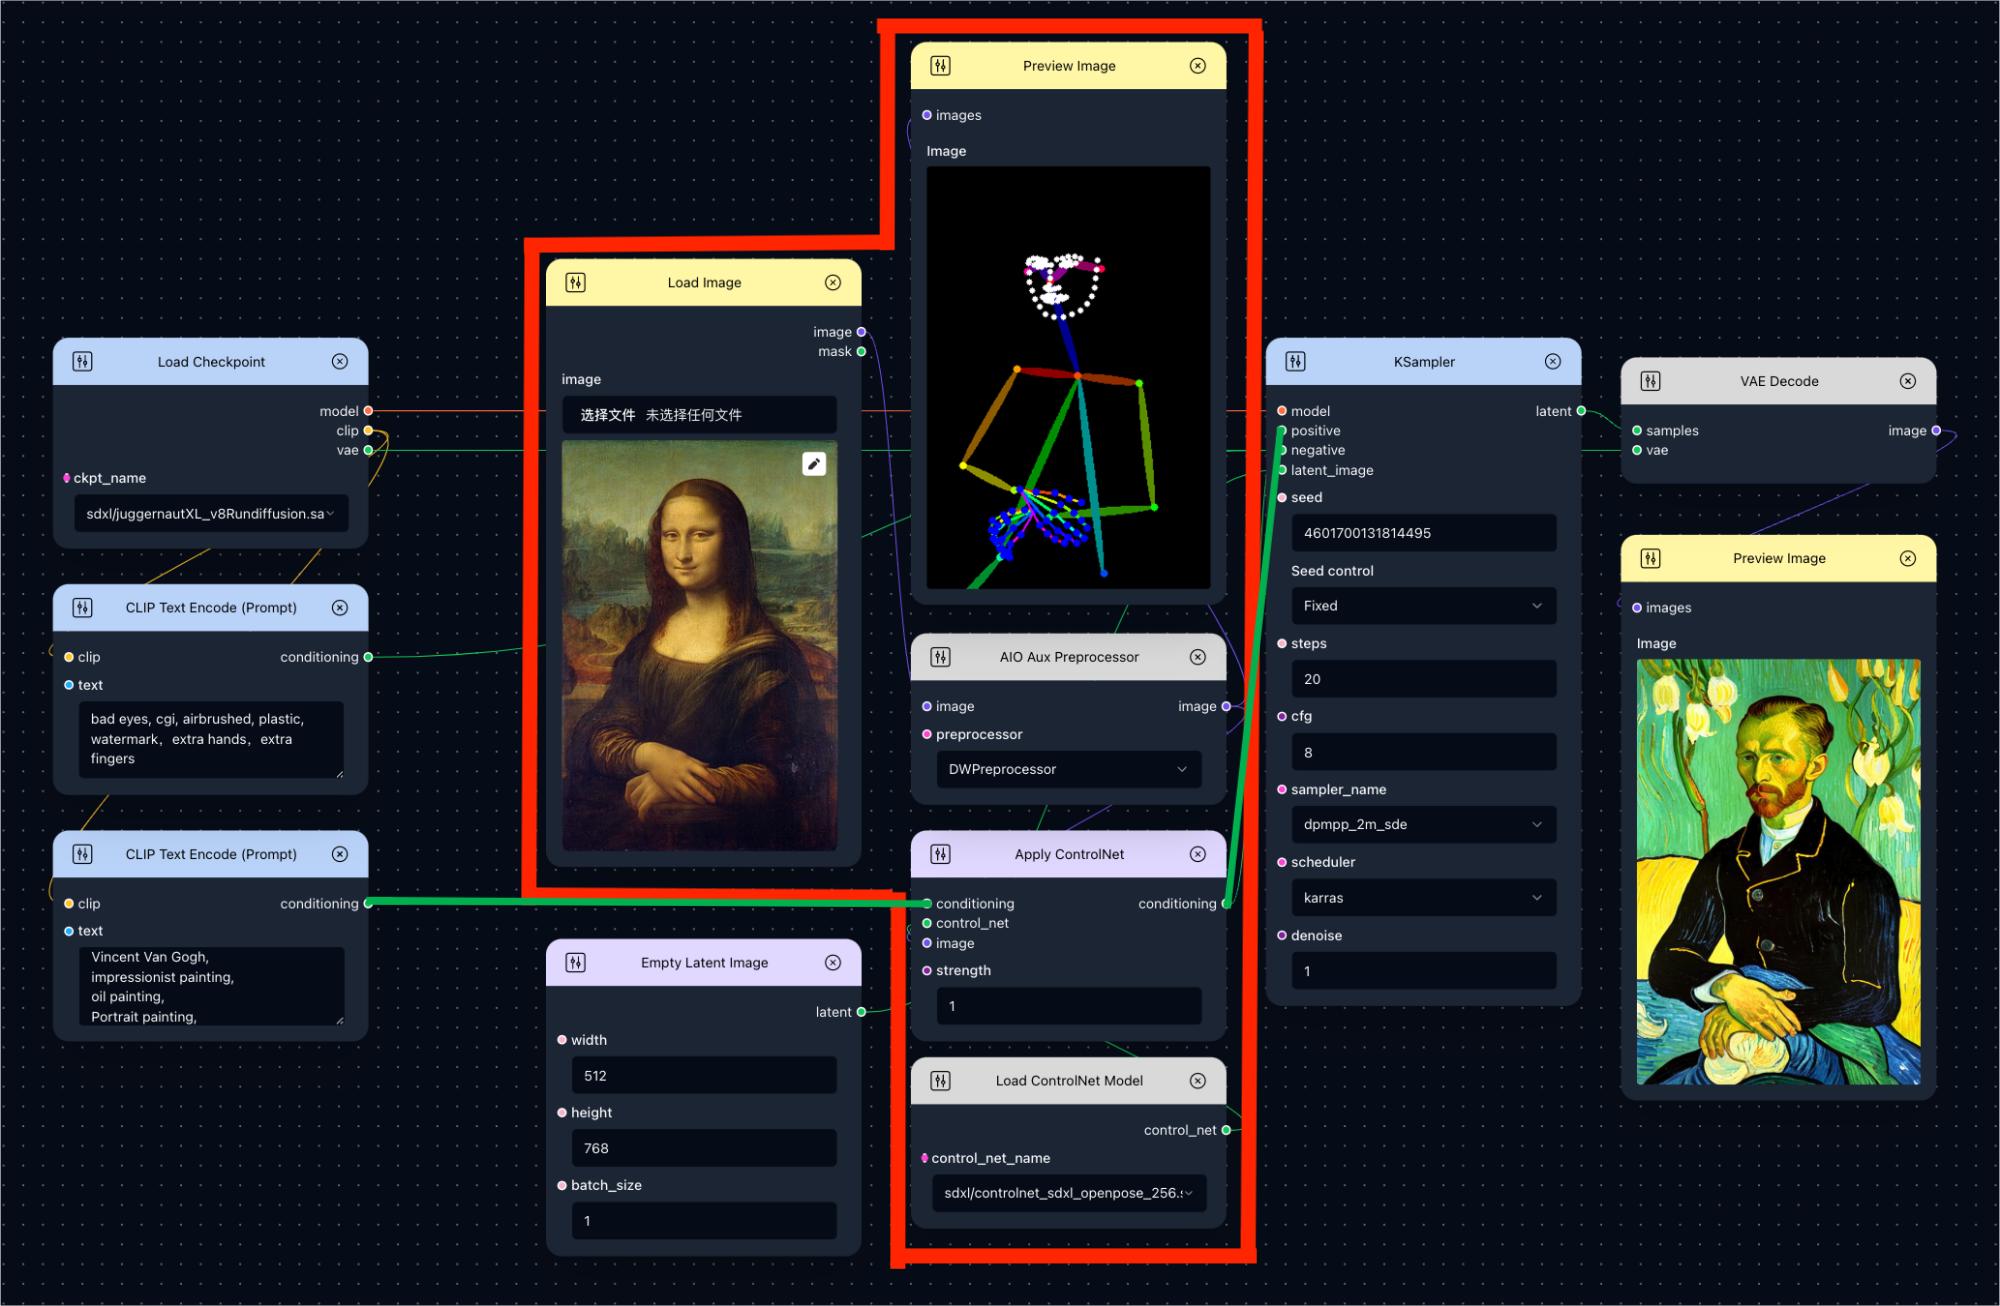 Load Checkpoint
model
clip
vae
ckpt_name
sdxl/juggernautXL_v8Rundiffusion.sa
CLIP Text Encode (Prompt)
clip
conditioning
text
bad eyes, cgi, airbrushed, plastic,
watermark，extra hands，extra
fingers
CLIP Text Encode (Prompt)
clip
conditioning
text
Vincent Van Gogh,
impressionist painting,
oil painting,
Portrait painting,
Load Image
image
mask
image
选择文件 未选择任何文件
Empty Latent Image
latent
width
512
height
768
batch_size
1
Preview Image
images
Image
AIO Aux Preprocessor
image
image
preprocessor
DWPreprocessor
Apply ControlNet
conditioning
conditioning
control_net
image
strength
1
Load ControlNet Model
control_net
control_net_name
sdxl/controlnet_sdxl_openpose_256.s
KSampler
model
latent
positive
negative
latent_image
seed
4601700131814495
Seed control
Fixed
steps
20
cfg
8
sampler_name
dpmpp_2m_sde
scheduler
karras
denoise
1
VAE Decode
samples
image
vae
Preview Image
images
Image